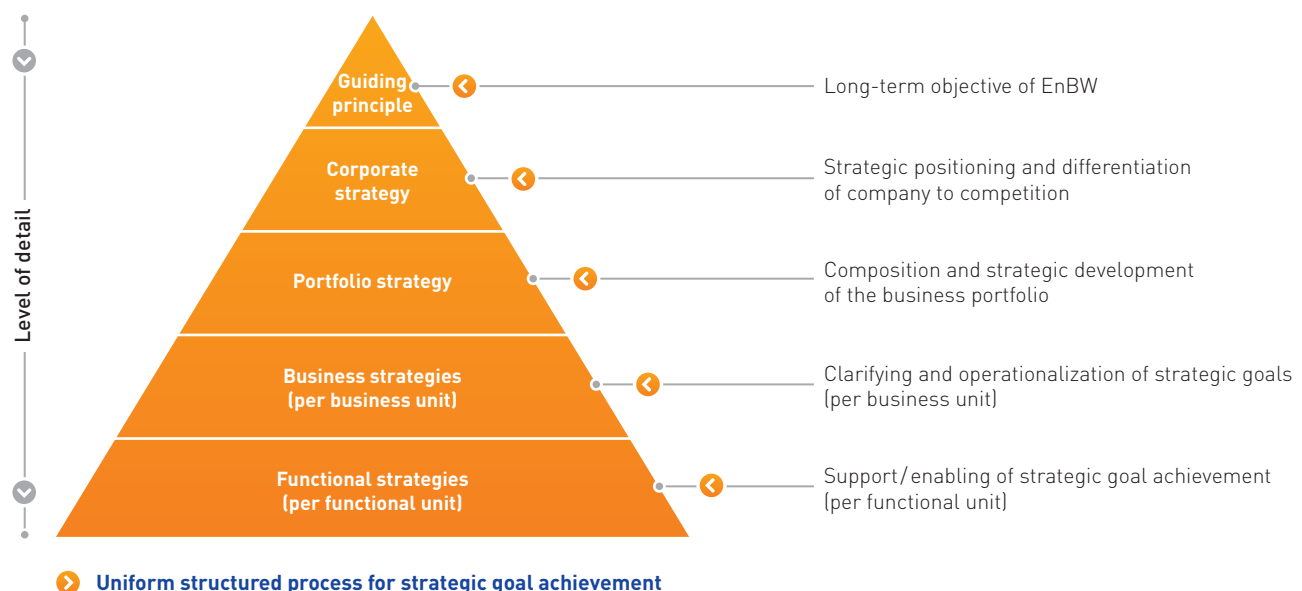 Level of detail
Guiding
principle
Long-term objective of EnBW
Corporate
strategy
Strategic positioning and differentiation
of company to competition
Portfolio strategy
Composition and strategic development
of the business portfolio
Business strategies
(per business unit)
Clarifying and operationalization of strategic goals
(per business unit)
Functional strategies
(per functional unit)
Support/enabling of strategic goal achievement
(per functional unit)
Uniform structured process for strategic goal achievement